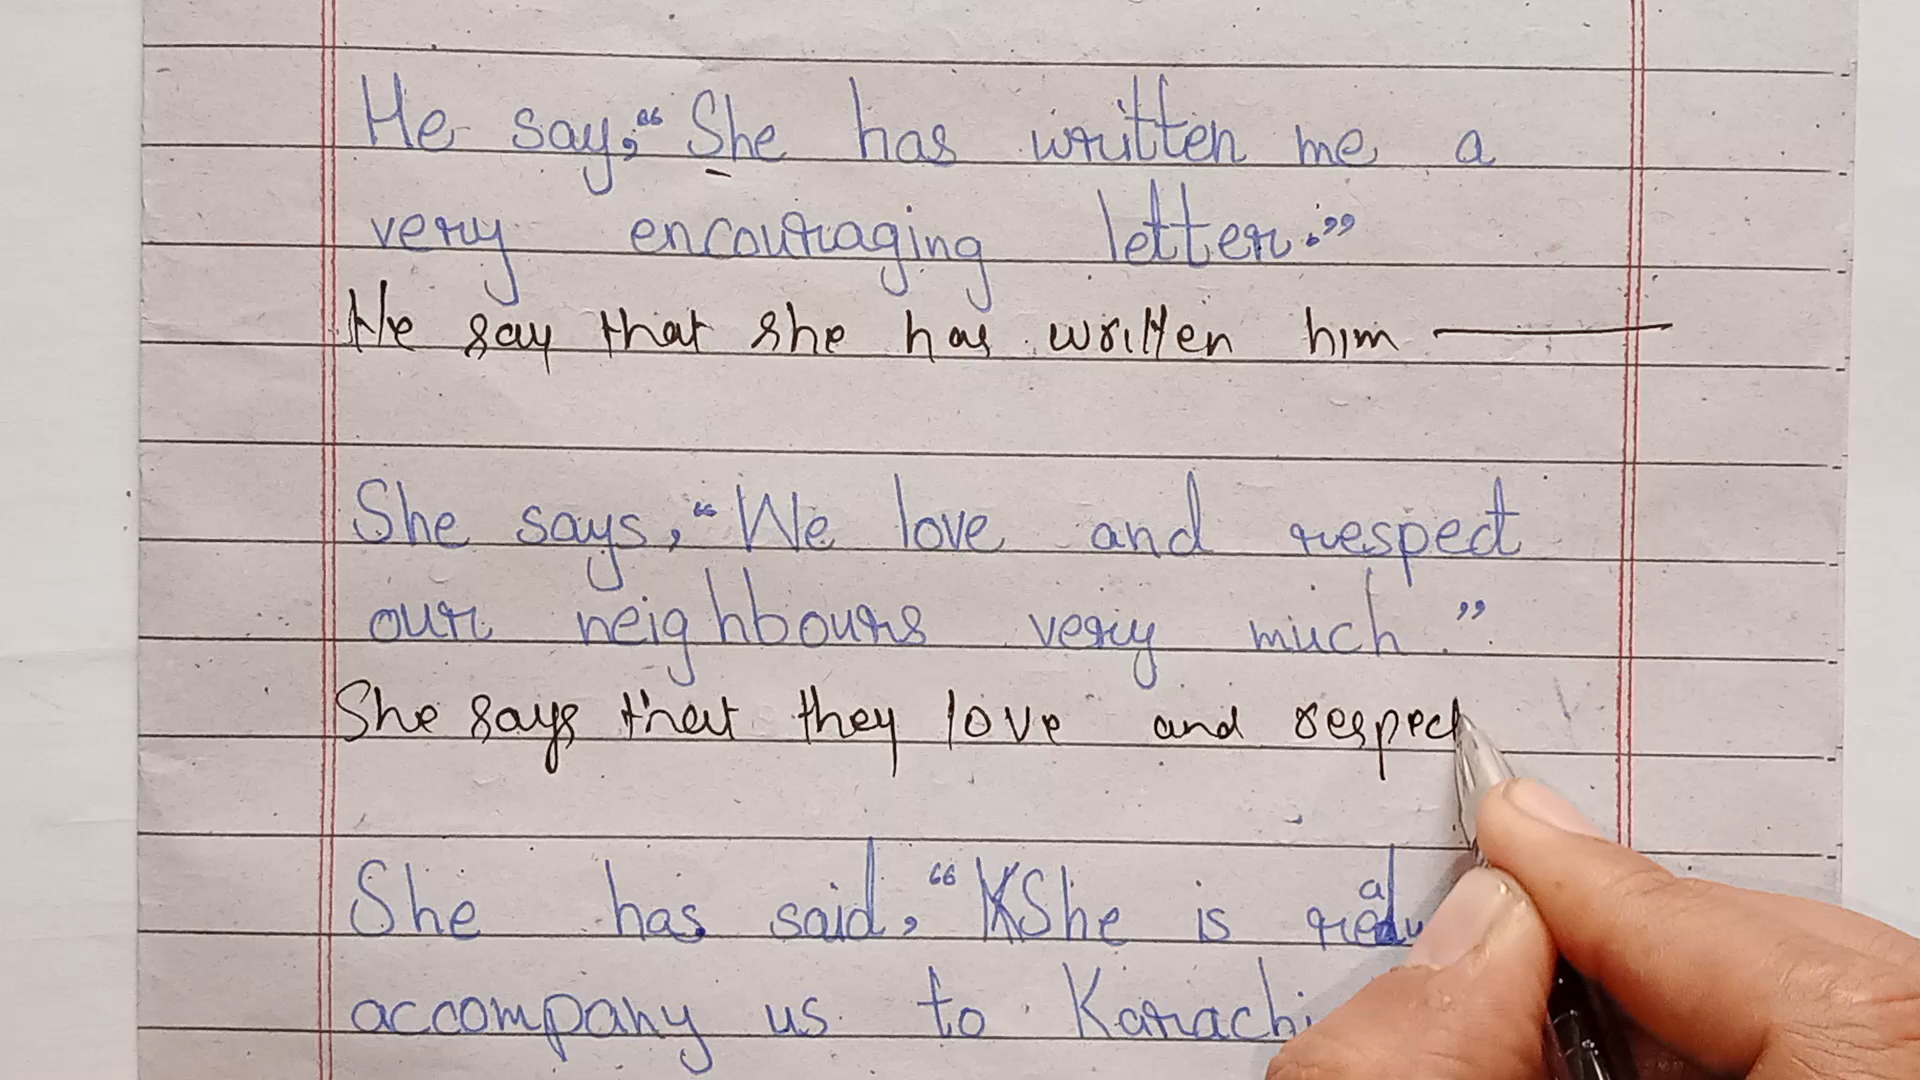 He say, "She has written me a
very encouraging letter."
He say that she has written him
She says, "We love and respect
our neighbours very much."
She says that they love and respect
She has said, "She is
accompany us to Karachi